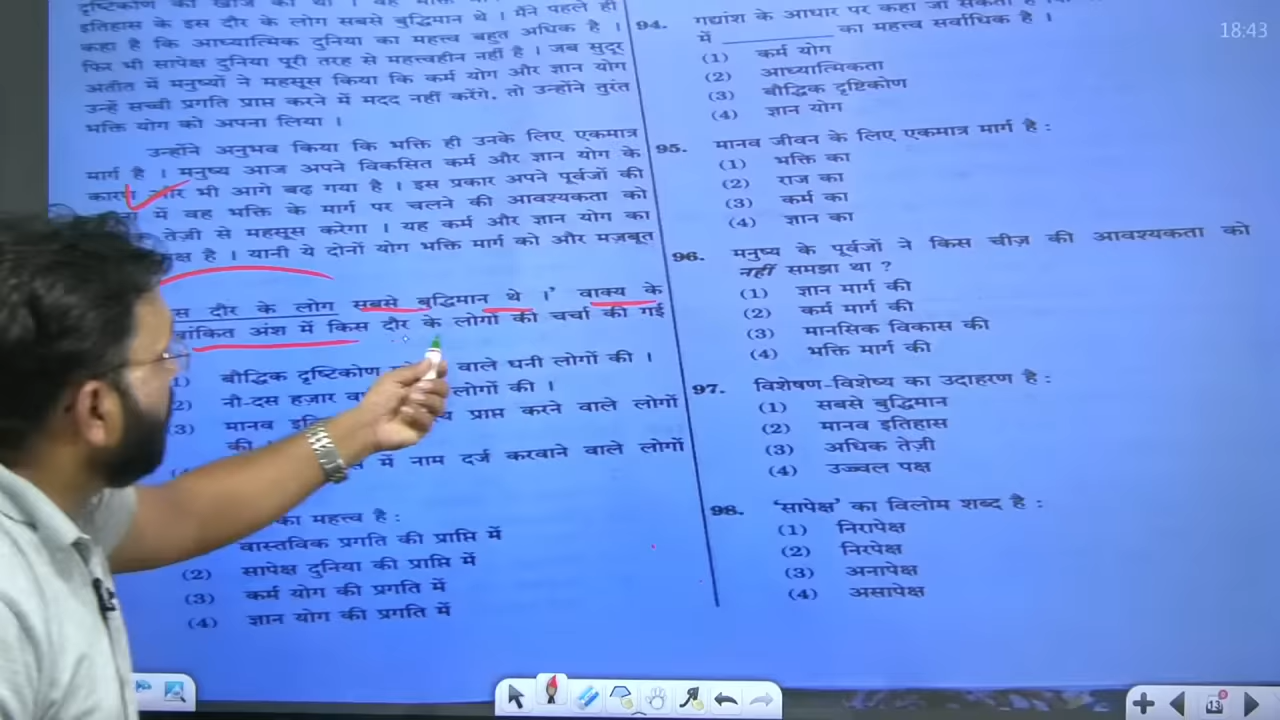 दृष्टिकोण की खोज की थी । वह
इतिहास के इस दौर के लोग सबसे बुद्धिमान थे । मैंने पहले ही
कहा है कि आध्यात्मिक दुनिया का महत्त्व बहुत अधिक है ।
फिर भी सापेक्ष दुनिया पूरी तरह से महत्त्वहीन नहीं है । जब सुदूर
अतीत में मनुष्यों ने महसूस किया कि कर्म योग और ज्ञान योग
उन्हें सच्ची प्रगति प्राप्त करने में मदद नहीं करेंगे, तो उन्होंने तुरंत
भक्ति योग को अपना लिया ।
उन्होंने अनुभव किया कि भक्ति ही उनके लिए एकमात्र
मार्ग है । मनुष्य आज अपने विकसित कर्म और ज्ञान योग के
और भी आगे बढ़ गया है । इस प्रकार अपने पूर्वजों की
में वह भक्ति के मार्ग पर चलने की आवश्यकता को
तेज़ी से महसूस करेगा । यह कर्म और ज्ञान योग का
है । यानी ये दोनों योग भक्ति मार्ग को और मज़बूत
दौर के लोग सबसे बुद्धिमान थे ।' वाक्य के
अंश में किस दौर के लोगों की चर्चा की गई
बौद्धिक दृष्टिकोण वाले धनी लोगों की ।
(2) नौ-दस हज़ार लोगों की ।
(3) मानव प्राप्त करने वाले लोगों
की
में नाम दर्ज करवाने वाले लोगों
का महत्त्व है :
वास्तविक प्रगति की प्राप्ति में
(2) सापेक्ष दुनिया की प्राप्ति में
(3) कर्म योग की प्रगति में
(4) ज्ञान योग की प्रगति में
94. गद्यांश के आधार पर कहा जा सकता है
में __________ का महत्त्व सर्वाधिक है ।
(1) कर्म योग
(2) आध्यात्मिकता
(3) बौद्धिक दृष्टिकोण
(4) ज्ञान योग
95. मानव जीवन के लिए एकमात्र मार्ग है :
(1) भक्ति का
(2) राज का
(3) कर्म का
(4) ज्ञान का
96. मनुष्य के पूर्वजों ने किस चीज़ की आवश्यकता को
नहीं समझा था ?
(1) ज्ञान मार्ग की
(2) कर्म मार्ग की
(3) मानसिक विकास की
(4) भक्ति मार्ग की
97. विशेषण-विशेष्य का उदाहरण है :
(1) सबसे बुद्धिमान
(2) मानव इतिहास
(3) अधिक तेज़ी
(4) उज्ज्वल पक्ष
98. 'सापेक्ष' का विलोम शब्द है :
(1) निरापेक्ष
(2) निरपेक्ष
(3) अनापेक्ष
(4) असापेक्ष
18:43
13